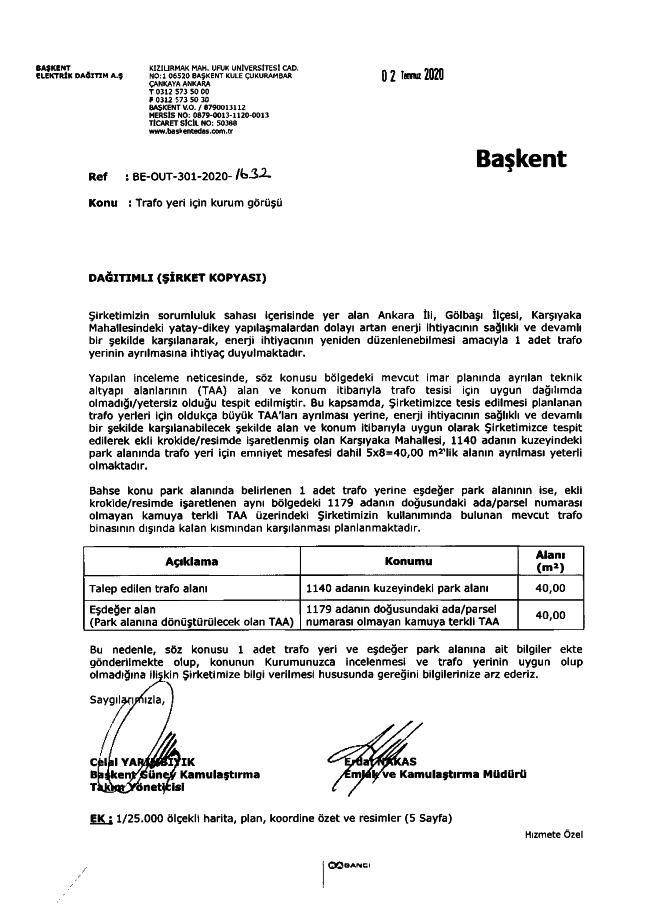 BAŞKENT
ELEKTRİK DAĞITIM A.Ş
KIZILIRMAK MAH. UFUK ÜNİVERSİTESİ CAD.
NO:1 06520 BAŞKENT KULE ÇUKURAMBAR
ÇANKAYA ANKARA
T 0312 573 50 00
F 0312 573 50 30
BAŞKENT V.O. / 8790013112
MERSİS NO: 0879-0013-1120-0013
TİCARET SİCİL NO: 50388
www.baskentedas.com.tr
02 Temmuz 2020
Başkent
Ref : BE-OUT-301-2020-1632
Konu : Trafo yeri için kurum görüşü
DAĞITIMLI (ŞİRKET KOPYASI)
Şirketimizin sorumluluk sahası içerisinde yer alan Ankara İli, Gölbaşı İlçesi, Karşıyaka
Mahallesindeki yatay-dikey yapılaşmalardan dolayı artan enerji ihtiyacının sağlıklı ve devamlı
bir şekilde karşılanarak, enerji ihtiyacının yeniden düzenlenebilmesi amacıyla 1 adet trafo
yerinin ayrılmasına ihtiyaç duyulmaktadır.
Yapılan inceleme neticesinde, söz konusu bölgedeki mevcut imar planında ayrılan teknik
altyapı alanlarının (TAA) alan ve konum itibarıyla trafo tesisi için uygun dağılımda
olmadığı/yetersiz olduğu tespit edilmiştir. Bu kapsamda, Şirketimizce tesis edilmesi planlanan
trafo yerleri için oldukça büyük TAA'ları ayrılması yerine, enerji ihtiyacının sağlıklı ve devamlı
bir şekilde karşılanabilecek şekilde alan ve konum itibarıyla uygun olarak Şirketimizce tespit
edilerek ekli krokide/resimde işaretlenmiş olan Karşıyaka Mahallesi, 1140 adanın kuzeyindeki
park alanında trafo yeri için emniyet mesafesi dahil 5x8=40,00 m²'lik alanın ayrılması yeterli
olmaktadır.
Bahse konu park alanında belirlenen 1 adet trafo yerine eşdeğer park alanının ise, ekli
krokide/resimde işaretlenen aynı bölgedeki 1179 adanın doğusundaki ada/parsel numarası
olmayan kamuya terkli TAA üzerindeki Şirketimizin kullanımında bulunan mevcut trafo
binasının dışında kalan kısmından karşılanması planlanmaktadır.
Açıklama Konumu Alanı (m²)
Talep edilen trafo alanı 1140 adanın kuzeyindeki park alanı 40,00
Eşdeğer alan 1179 adanın doğusundaki ada/parsel
(Park alanına dönüştürülecek olan TAA) numarası olmayan kamuya terkli TAA 40,00
Bu nedenle, söz konusu 1 adet trafo yeri ve eşdeğer park alanına ait bilgiler ekte
gönderilmekte olup, konunun Kurumunuzca incelenmesi ve trafo yerinin uygun olup
olmadığına ilişkin Şirketimize bilgi verilmesi hususunda gereğini bilgilerinize arz ederiz.
Saygılarımızla,
Celal
Başkent Güney Kamulaştırma
Takım Yöneticisi
Emlak ve Kamulaştırma Müdürü
EK : 1/25.000 ölçekli harita, plan, koordine özet ve resimler (5 Sayfa)
Hizmete Özel